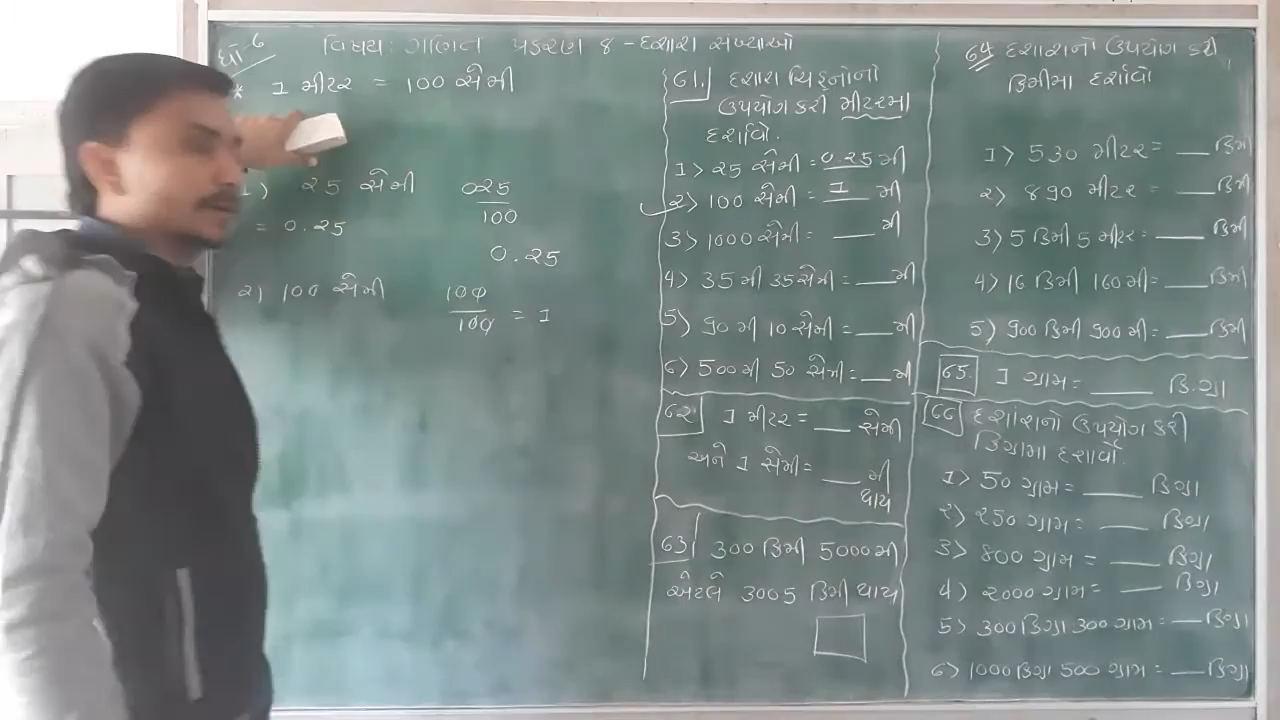 ધો-6
વિષય: ગણિત પ્રકરણ 8 - દશાંશ સંખ્યાઓ
* 1 મીટર = 100 સેમી
1) 25 સેમી 025
100
= 0.25
0.25
2) 100 સેમી 100
100 = 1
61. દશાશ ચિહ્નોનો
ઉપયોગ કરી મીટરમા
દર્શાવો.
1> 25 સેમી = 0.25 મી
2> 100 સેમી = 1 મી
3> 1000 સેમી = ___ મી
4) 35 મી 35 સેમી = ___ મી
5) 90 મી 10 સેમી = ___ મી
6) 500 મી 50 સેમી = ___ મી
62 1 મીટર = ___ સેમી
અને 1 સેમી = ___ મી
થાય
63 300 કિમી 5000 મી
એટલે 3005 કિમી થાય
64 દશાશનો ઉપયોગ કરી
કિમીમા દર્શાવો
1> 530 મીટર = ___ કિમી
2> 890 મીટર = ___ કિમી
3) 5 કિમી 5 મીટર = ___ કિમી
4) 16 કિમી 160 મી = ___ કિમી
5) 900 કિમી 900 મી = ___ કિમી
65. 1 ગ્રામ = ___ કિ.ગ્રા
66 દશાંશનો ઉપયોગ કરી
કિગ્રામા દર્શાવો.
1> 50 ગ્રામ = ___ કિગ્રા
2> 250 ગ્રામ = ___ કિગ્રા
3> 800 ગ્રામ = ___ કિગ્રા
4) 2000 ગ્રામ = ___ કિગ્રા
5> 300 કિગ્રા 300 ગ્રામ = ___ કિગ્રા
6) 1000 કિગ્રા 500 ગ્રામ = ___ કિગ્રા